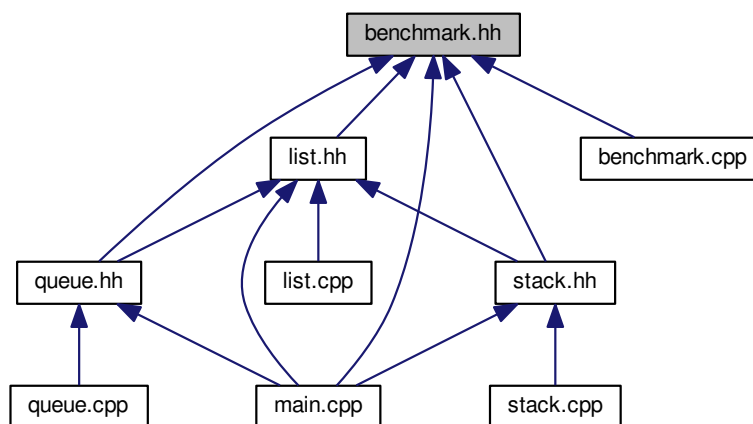 benchmark.hh
list.hh
benchmark.cpp
queue.hh
list.cpp
stack.hh
queue.cpp
main.cpp
stack.cpp